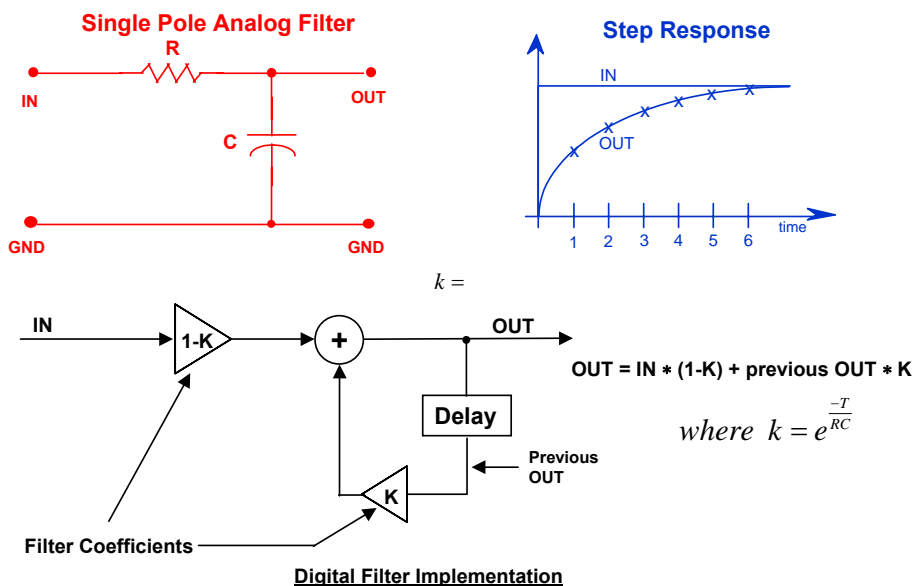 Single Pole Analog Filter
R
IN
OUT
C
GND
GND
Step Response
IN
OUT
1 2 3 4 5 6
time
k =
IN
1-K
+
OUT
OUT = IN * (1-K) + previous OUT * K
where k = e^{\frac{-T}{RC}}
Delay
Previous
OUT
K
Filter Coefficients
Digital Filter Implementation